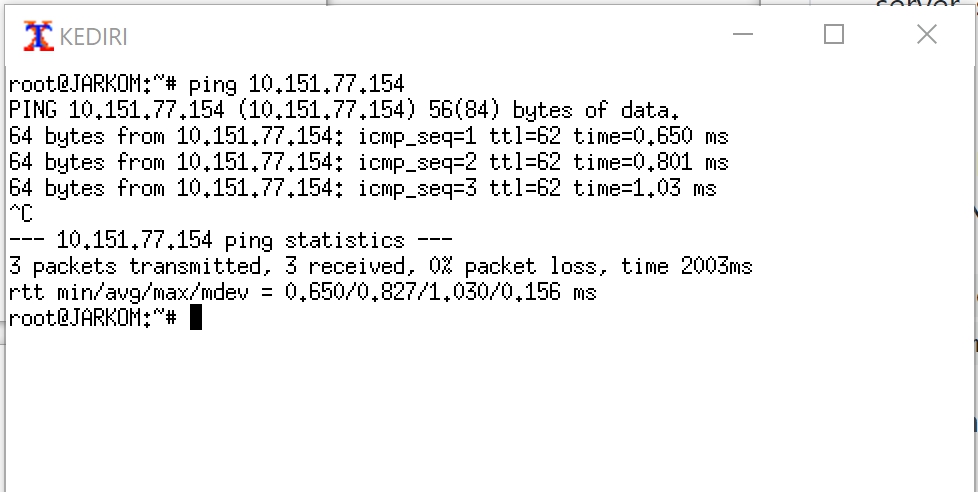 server
KEDIRI
root@JARKOM:~# ping 10.151.77.154
PING 10.151.77.154 (10.151.77.154) 56(84) bytes of data.
64 bytes from 10.151.77.154: icmp_seq=1 ttl=62 time=0.650 ms
64 bytes from 10.151.77.154: icmp_seq=2 ttl=62 time=0.801 ms
64 bytes from 10.151.77.154: icmp_seq=3 ttl=62 time=1.03 ms
^C
--- 10.151.77.154 ping statistics ---
3 packets transmitted, 3 received, 0% packet loss, time 2003ms
rtt min/avg/max/mdev = 0.650/0.827/1.030/0.156 ms
root@JARKOM:~#